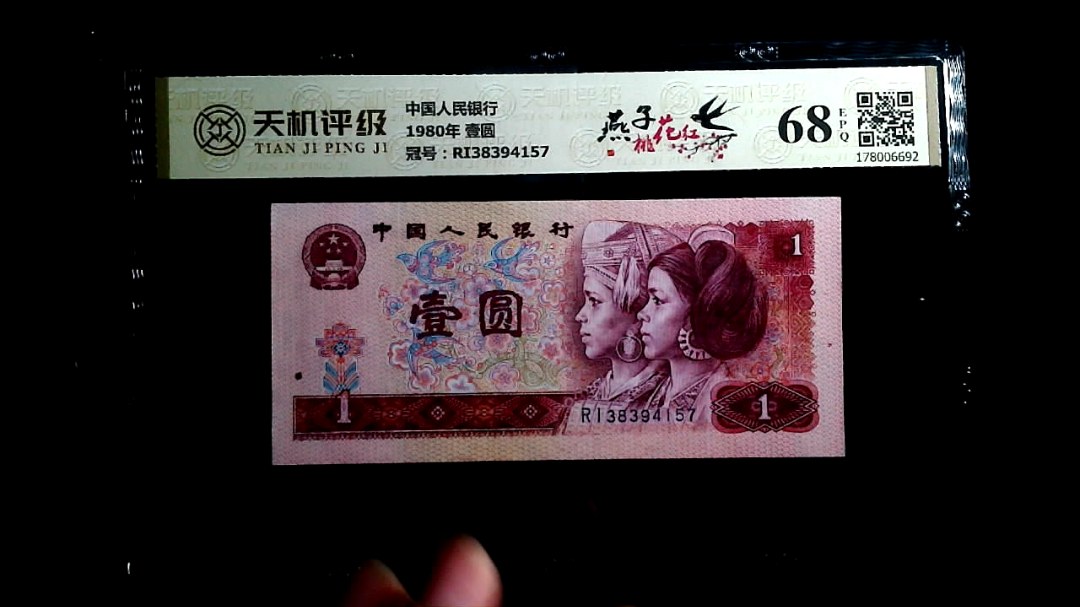 天机评级
TIAN JI PING JI
中国人民银行
1980年 壹圆
冠号：RI38394157
燕子
桃花红
68
EPQ
178006692
中国人民银行
1
壹圆
1
RI38394157
1